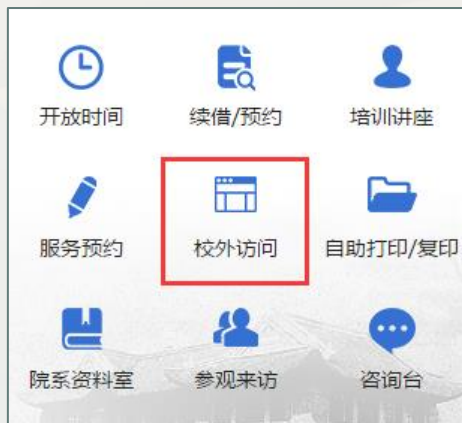 开放时间
续借/预约
培训讲座
服务预约
校外访问
自助打印/复印
院系资料室
参观来访
咨询台